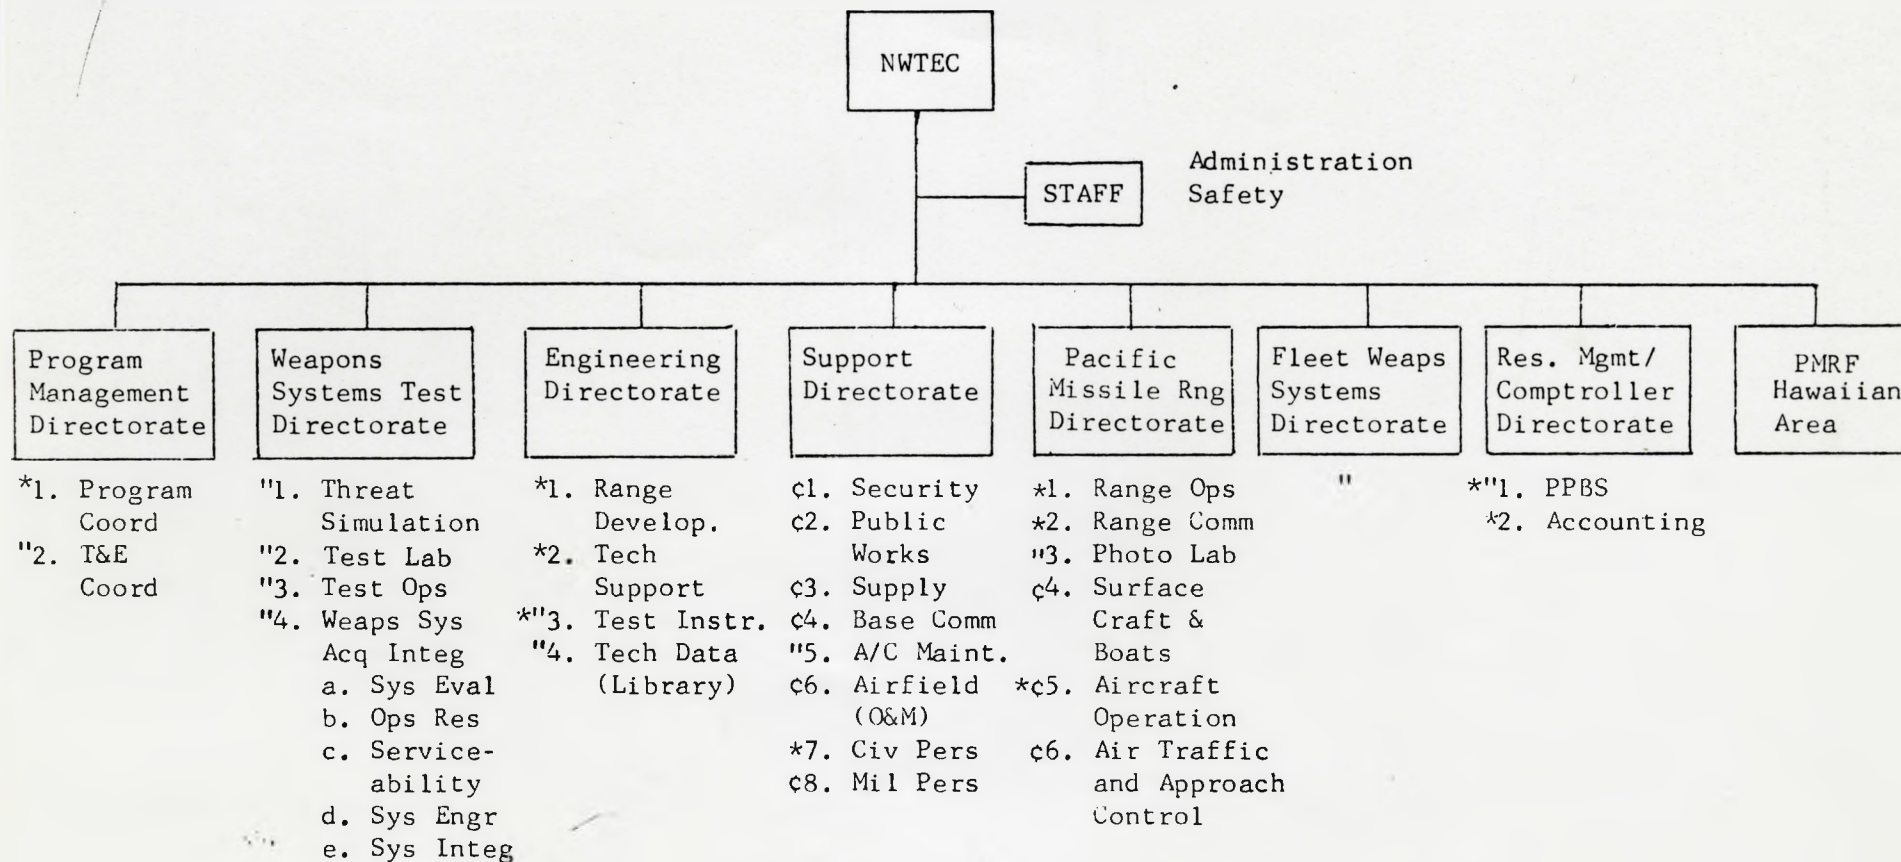 NWTEC
Administration
Safety
STAFF
Program
Management
Directorate
*1. Program
Coord
"2. T&E
Coord
Weapons
Systems Test
Directorate
"1. Threat
Simulation
"2. Test Lab
"3. Test Ops
"4. Weaps Sys
Acq Integ
a. Sys Eval
b. Ops Res
c. Service-
ability
d. Sys Engr
e. Sys Integ
Engineering
Directorate
*1. Range
Develop.
*2. Tech
Support
*"3. Test Instr.
"4. Tech Data
(Library)
Support
Directorate
¢1. Security
¢2. Public
Works
¢3. Supply
¢4. Base Comm
"5. A/C Maint.
¢6. Airfield
(O&M)
*7. Civ Pers
¢8. Mil Pers
Pacific
Missile Rng
Directorate
*1. Range Ops
*2. Range Comm
"3. Photo Lab
¢4. Surface
Craft &
Boats
*¢5. Aircraft
Operation
¢6. Air Traffic
and Approach
Control
Fleet Weaps
Systems
Directorate
"
Res. Mgmt/
Comptroller
Directorate
*"1. PPBS
*2. Accounting
PMRF
Hawaiian
Area